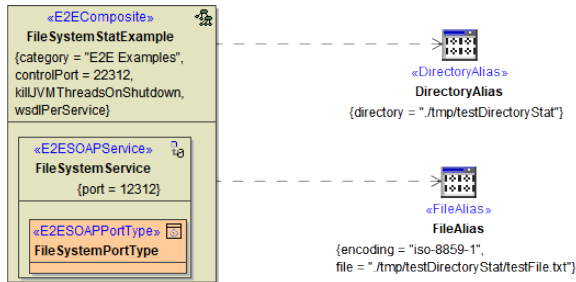 «E2EComposite»
FileSystemStatExample
{category = "E2E Examples",
controlPort = 22312,
killJVMThreadsOnShutdown,
wsdlPerService}
«E2ESOAPService»
FileSystemService
{port = 12312}
«E2ESOAPPortType»
FileSystemPortType
«DirectoryAlias»
DirectoryAlias
{directory = "./tmp/testDirectoryStat"}
«FileAlias»
FileAlias
{encoding = "iso-8859-1",
file = "./tmp/testDirectoryStat/testFile.txt"}